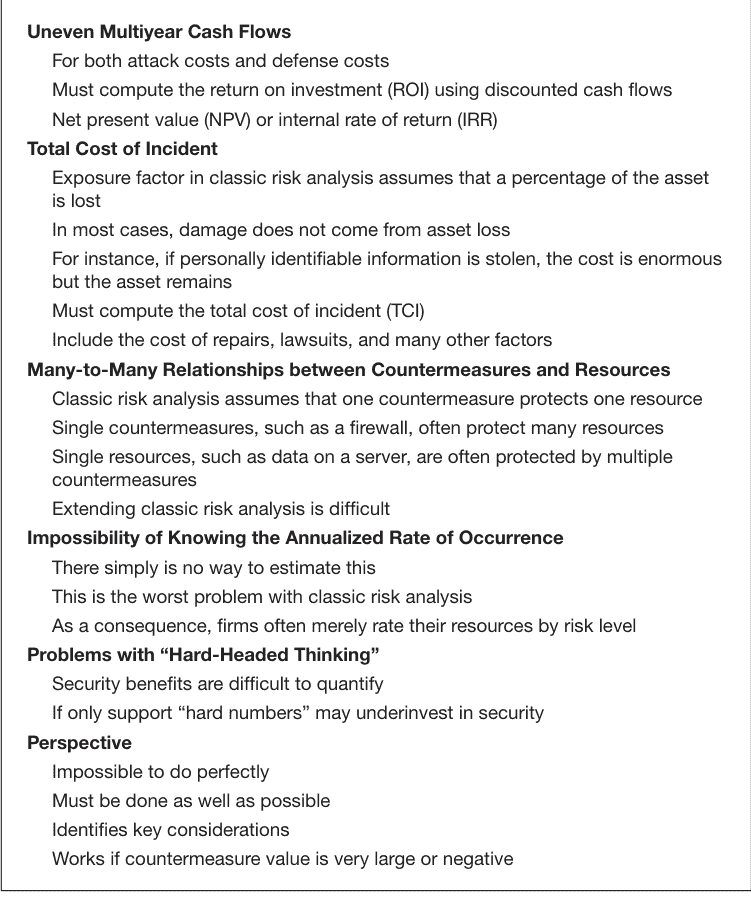 Uneven Multiyear Cash Flows
For both attack costs and defense costs
Must compute the return on investment (ROI) using discounted cash flows
Net present value (NPV) or internal rate of return (IRR)
Total Cost of Incident
Exposure factor in classic risk analysis assumes that a percentage of the asset
is lost
In most cases, damage does not come from asset loss
For instance, if personally identifiable information is stolen, the cost is enormous
but the asset remains
Must compute the total cost of incident (TCI)
Include the cost of repairs, lawsuits, and many other factors
Many-to-Many Relationships between Countermeasures and Resources
Classic risk analysis assumes that one countermeasure protects one resource
Single countermeasures, such as a firewall, often protect many resources
Single resources, such as data on a server, are often protected by multiple
countermeasures
Extending classic risk analysis is difficult
Impossibility of Knowing the Annualized Rate of Occurrence
There simply is no way to estimate this
This is the worst problem with classic risk analysis
As a consequence, firms often merely rate their resources by risk level
Problems with “Hard-Headed Thinking”
Security benefits are difficult to quantify
If only support “hard numbers” may underinvest in security
Perspective
Impossible to do perfectly
Must be done as well as possible
Identifies key considerations
Works if countermeasure value is very large or negative